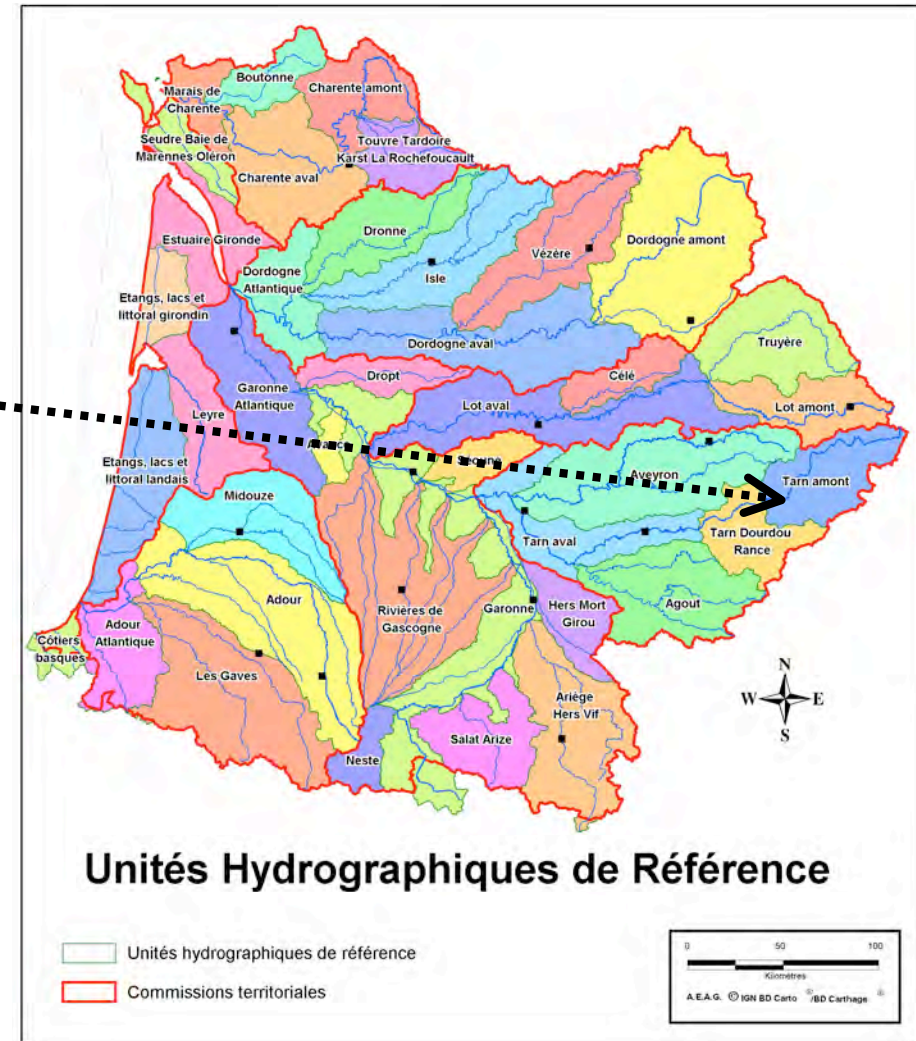 Boutonne
Charente amont
Marais de
Charente
Touvre Tardoire
Karst La Rochefoucault
Seudre Baie de
Marennes Oléron
Charente aval
Estuaire Gironde
Dronne
Dordogne
Atlantique
Isle
Vézère
Dordogne amont
Etangs, lacs et
littoral girondin
Dordogne aval
Truyère
Garonne
Atlantique
Dropt
Célé
Lot aval
Lot amont
Leyre
Etangs, lacs et
littoral landais
Aveyron
Tarn amont
Midouze
Tarn aval
Tarn Dourdou
Rance
Adour
Rivières de
Gascogne
Garonne
Hers Mort
Girou
Agout
Côtiers
basques
Adour
Atlantique
Les Gaves
Ariége
Hers Vif
Salat Arize
Neste
N
W E
S
Unités Hydrographiques de Référence
Unités hydrographiques de référence
Commissions territoriales
0 50 100
Kilomètres
A.E.A.G. © IGN BD Carto ® /BD Carthage ®